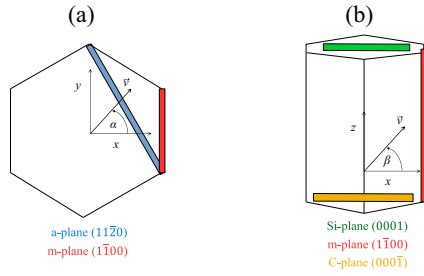 (a)
y
v⃗
α
x
a-plane (112̄0)
m-plane (11̄00)
(b)
z
v⃗
β
x
Si-plane (0001)
m-plane (11̄00)
C-plane (0001̄)